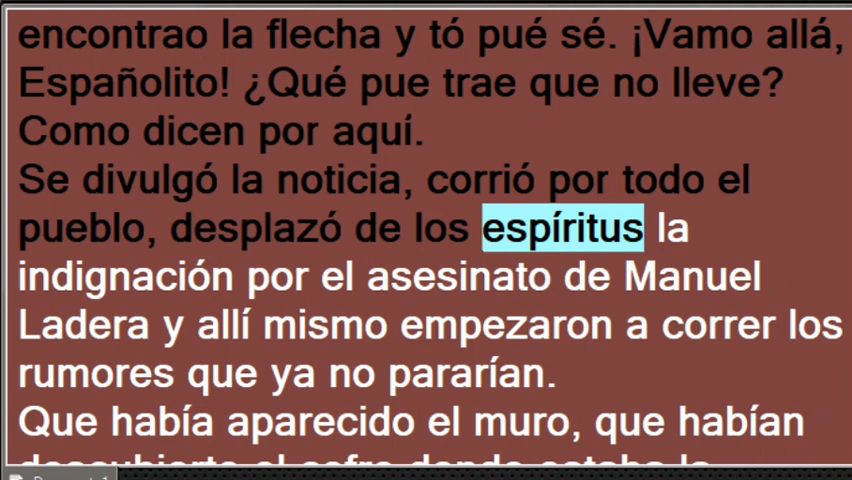 encontrao la flecha y tó pué sé. ¡Vamo allá,
Españolito! ¿Qué pue trae que no lleve?
Como dicen por aquí.
Se divulgó la noticia, corrió por todo el
pueblo, desplazó de los espíritus la
indignación por el asesinato de Manuel
Ladera y allí mismo empezaron a correr los
rumores que ya no pararían.
Que había aparecido el muro, que habían